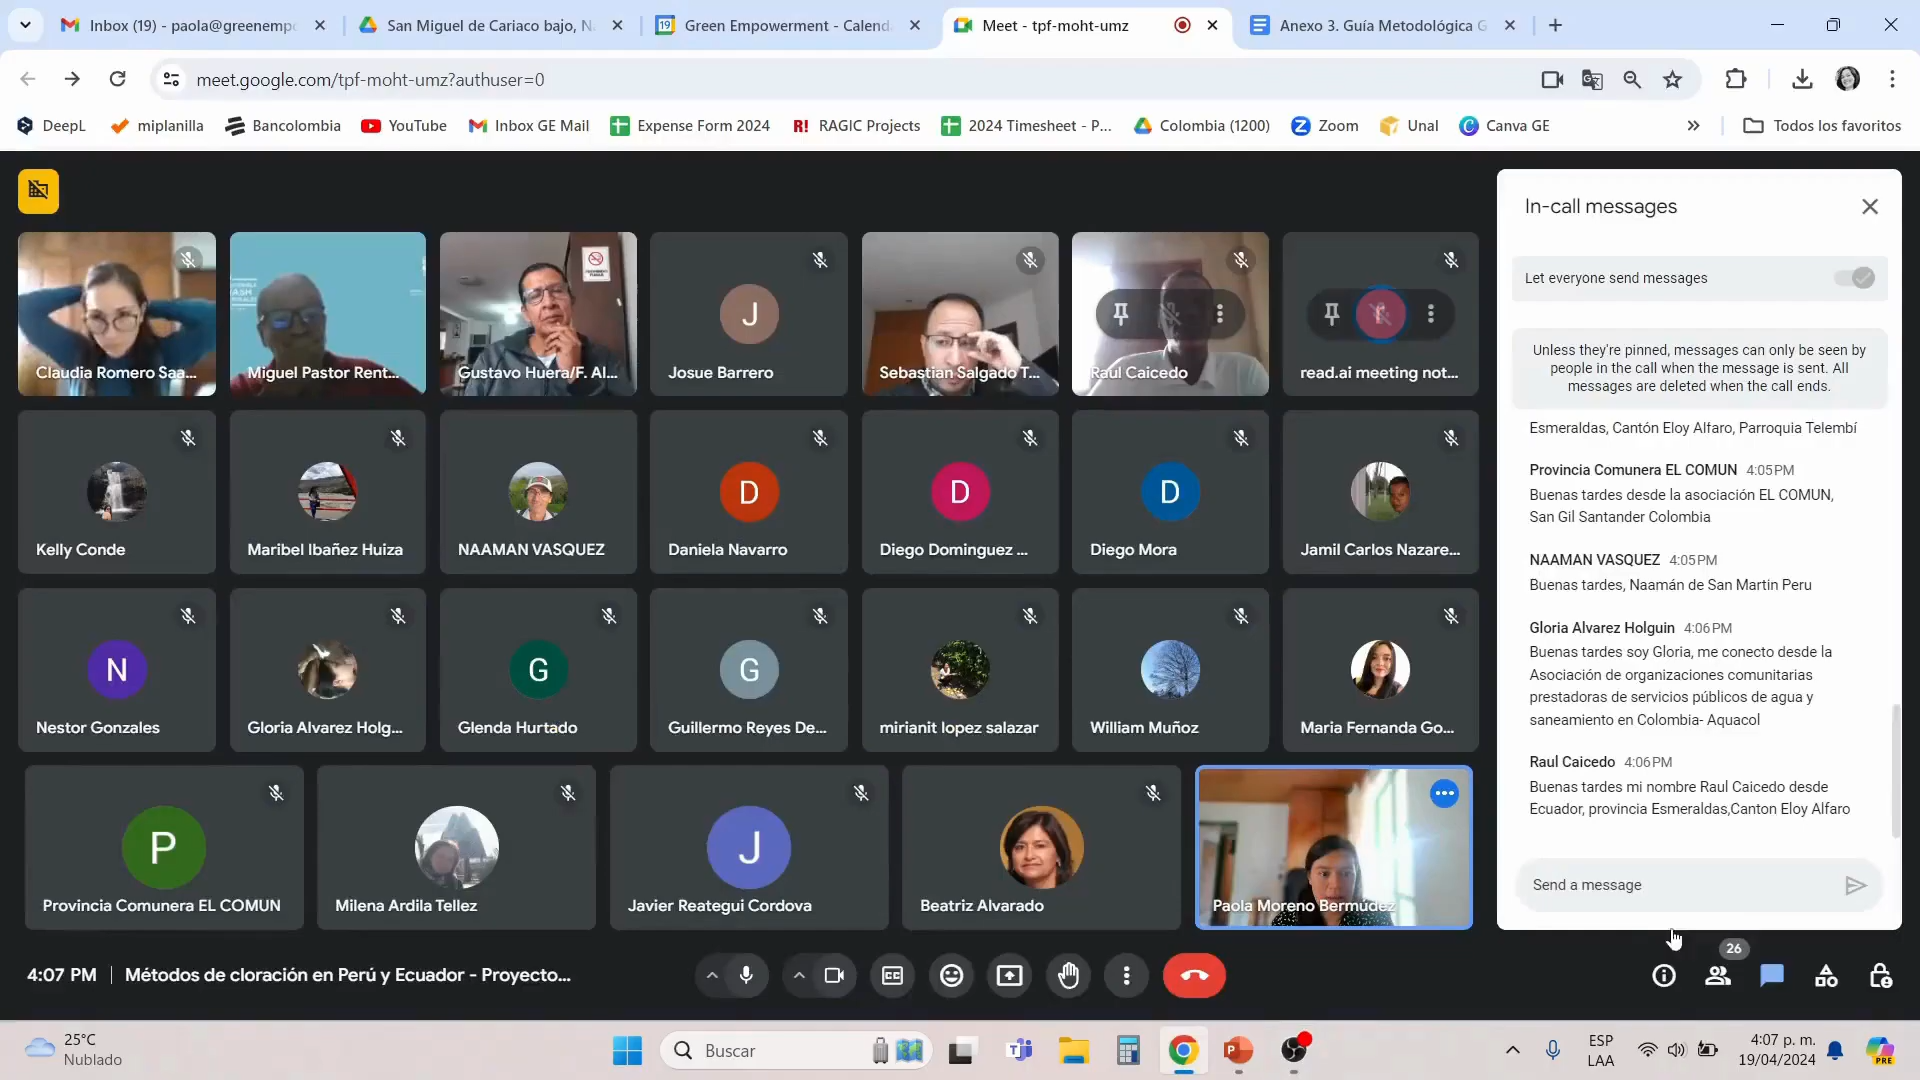 Inbox (19) - paola@greenempo
San Miguel de Cariaco bajo, N
Green Empowerment - Calend
Meet - tpf-moht-umz
Anexo 3. Guía Metodológica G
meet.google.com/tpf-moht-umz?authuser=0
DeepL
miplanilla
Bancolombia
YouTube
Inbox GE Mail
Expense Form 2024
R! RAGIC Projects
2024 Timesheet - P...
Colombia (1200)
Z Zoom
Unal
Canva GE
»
Todos los favoritos
In-call messages
Let everyone send messages
Unless they're pinned, messages can only be seen by
people in the call when the message is sent. All
messages are deleted when the call ends.
Esmeraldas, Cantón Eloy Alfaro, Parroquia Telembí
Provincia Comunera EL COMUN 4:05 PM
Buenas tardes desde la asociación EL COMUN,
San Gil Santander Colombia
NAAMAN VASQUEZ 4:05 PM
Buenas tardes, Naamán de San Martin Peru
Gloria Alvarez Holguin 4:06 PM
Buenas tardes soy Gloria, me conecto desde la
Asociación de organizaciones comunitarias
prestadoras de servicios públicos de agua y
saneamiento en Colombia- Aquacol
Raul Caicedo 4:06 PM
Buenas tardes mi nombre Raul Caicedo desde
Ecuador, provincia Esmeraldas,Canton Eloy Alfaro
Send a message
Claudia Romero Saa...
Miguel Pastor Rent...
Gustavo Huera/F. Al...
J
Josue Barrero
Sebastian Salgado T...
Raul Caicedo
read.ai meeting not...
Kelly Conde
Maribel Ibañez Huiza
NAAMAN VASQUEZ
D
Daniela Navarro
D
Diego Dominguez ...
D
Diego Mora
Jamil Carlos Nazare...
N
Nestor Gonzales
Gloria Alvarez Holg...
G
Glenda Hurtado
G
Guillermo Reyes De...
mirianit lopez salazar
William Muñoz
Maria Fernanda Go...
P
Provincia Comunera EL COMUN
Milena Ardila Tellez
J
Javier Reategui Cordova
Beatriz Alvarado
Paola Moreno Bermúdez
4:07 PM | Métodos de cloración en Perú y Ecuador - Proyecto...
26
25°C
Nublado
Buscar
ESP
LAA
4:07 p. m.
19/04/2024
PRE